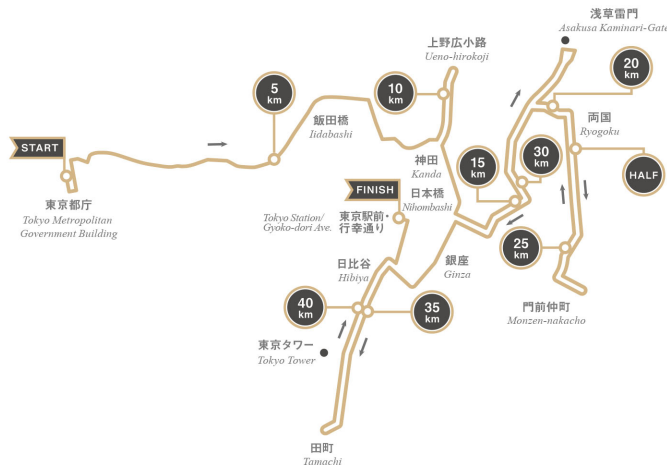 浅草雷門
Asakusa Kaminari-Gate
上野広小路
Ueno-hirokoji
20
km
5
km
10
km
飯田橋
Iidabashi
両国
Ryogoku
START
神田
Kanda
15
km
30
km
HALF
FINISH
日本橋
Nihombashi
東京都庁
Tokyo Metropolitan
Government Building
Tokyo Station/
Gyoko-dori Ave.
東京駅前・
行幸通り
25
km
日比谷
Hibiya
銀座
Ginza
門前仲町
Monzen-nakacho
40
km
35
km
東京タワー
Tokyo Tower
田町
Tamachi